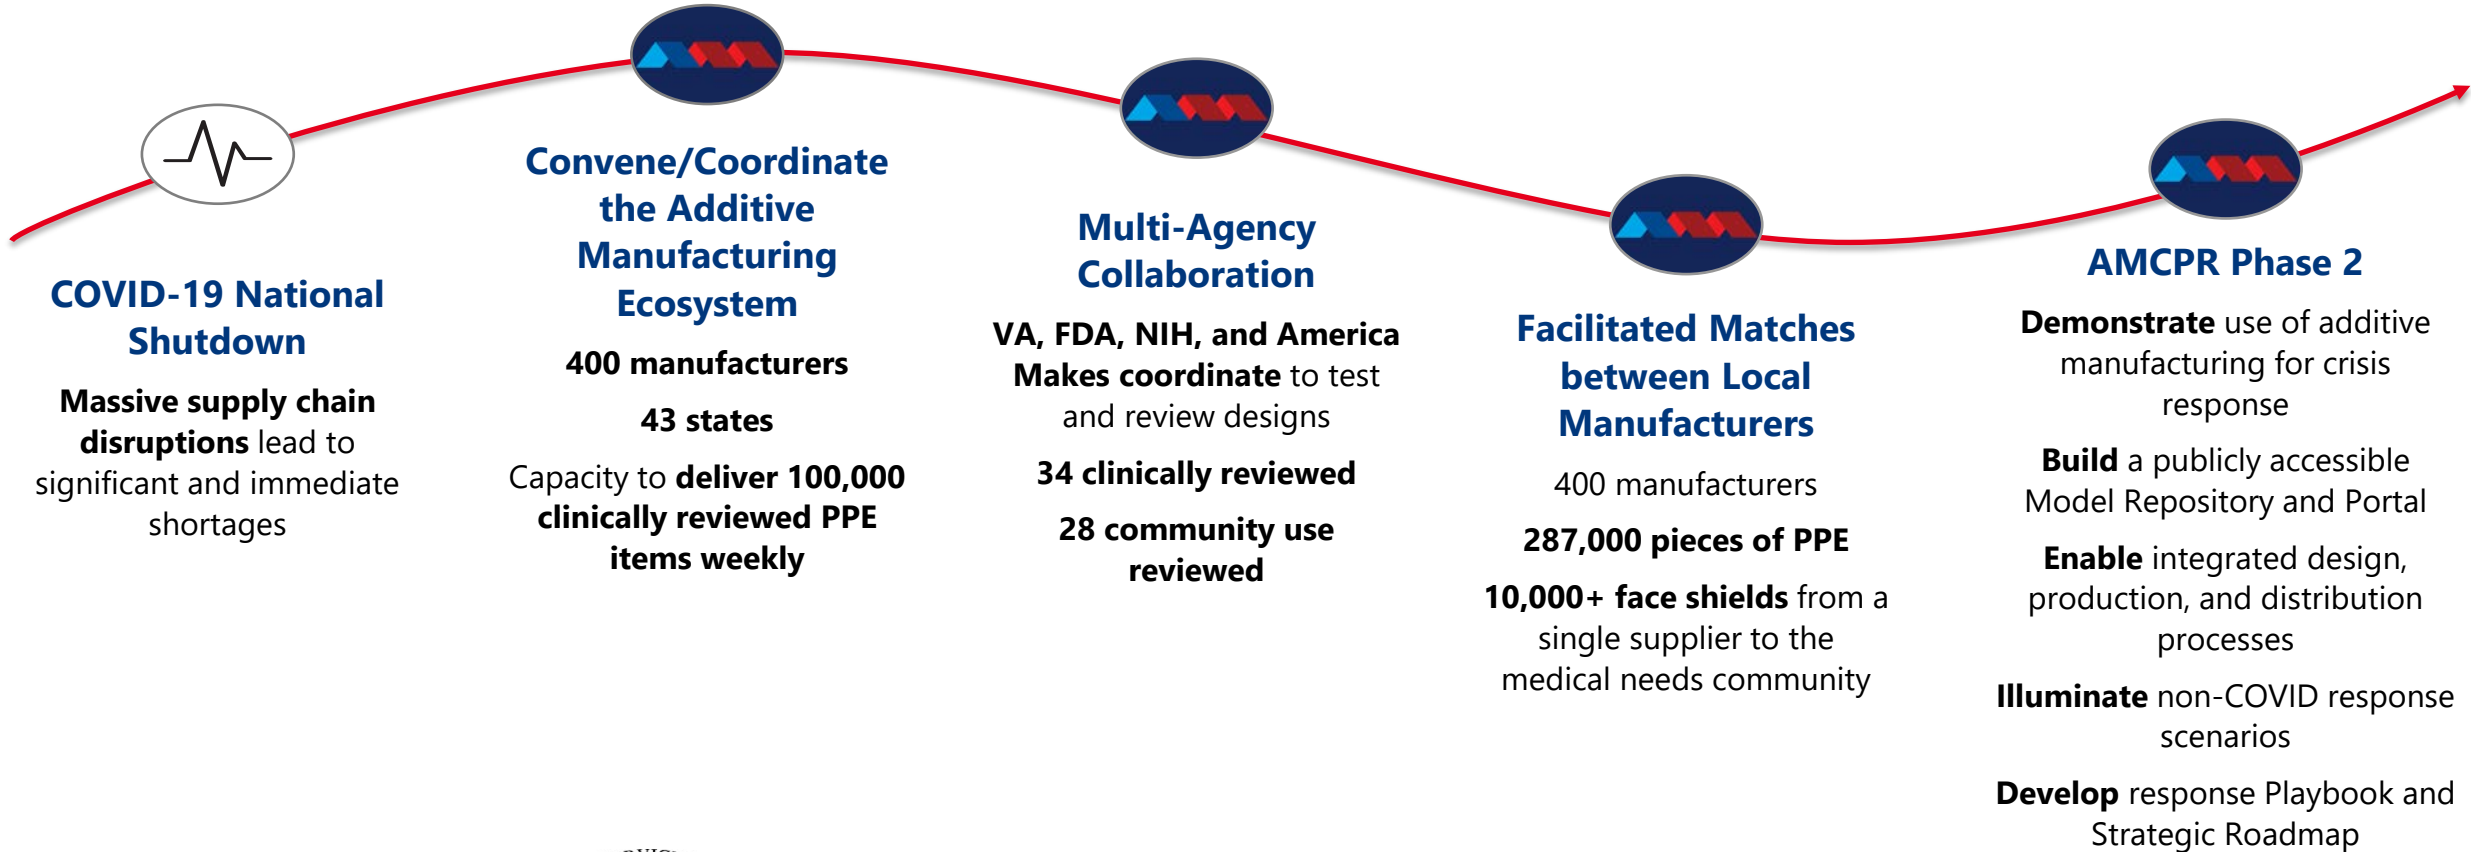 COVID-19 National
Shutdown
Massive supply chain
disruptions lead to
significant and immediate
shortages
Convene/Coordinate
the Additive
Manufacturing
Ecosystem
400 manufacturers
43 states
Capacity to deliver 100,000
clinically reviewed PPE
items weekly
Multi-Agency
Collaboration
VA, FDA, NIH, and America
Makes coordinate to test
and review designs
34 clinically reviewed
28 community use
reviewed
Facilitated Matches
between Local
Manufacturers
400 manufacturers
287,000 pieces of PPE
10,000+ face shields from a
single supplier to the
medical needs community
AMCPR Phase 2
Demonstrate use of additive
manufacturing for crisis
response
Build a publicly accessible
Model Repository and Portal
Enable integrated design,
production, and distribution
processes
Illuminate non-COVID response
scenarios
Develop response Playbook and
Strategic Roadmap